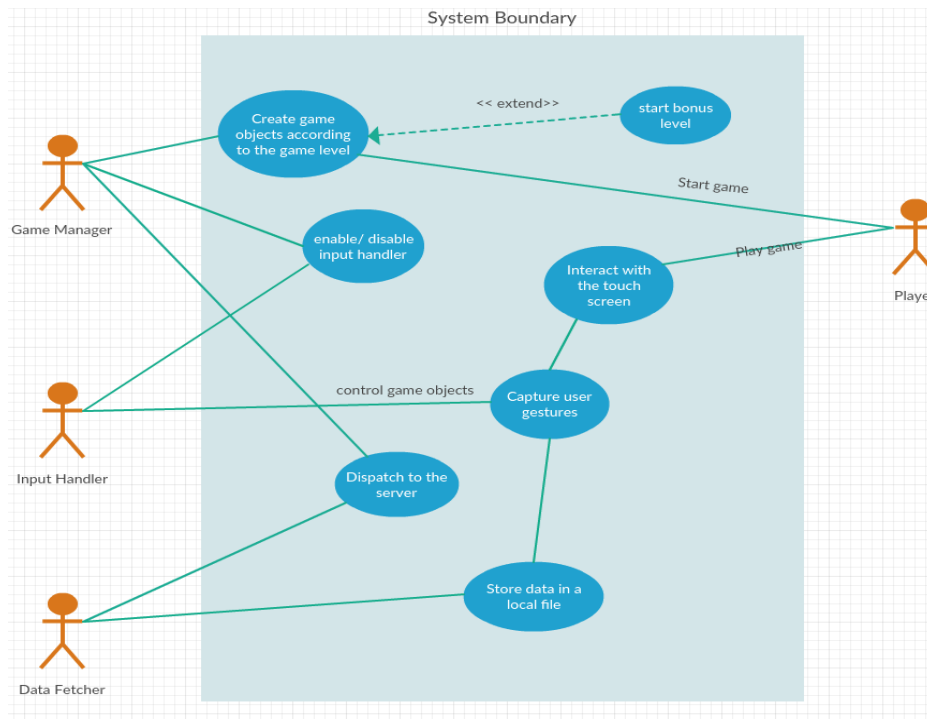 System Boundary
Create game
objects according
to the game level
<< extend>>
start bonus
level
Game Manager
Start game
enable/ disable
input handler
Play game
Interact with
the touch
screen
Playe
control game objects
Capture user
gestures
Input Handler
Dispatch to the
server
Store data in a
local file
Data Fetcher